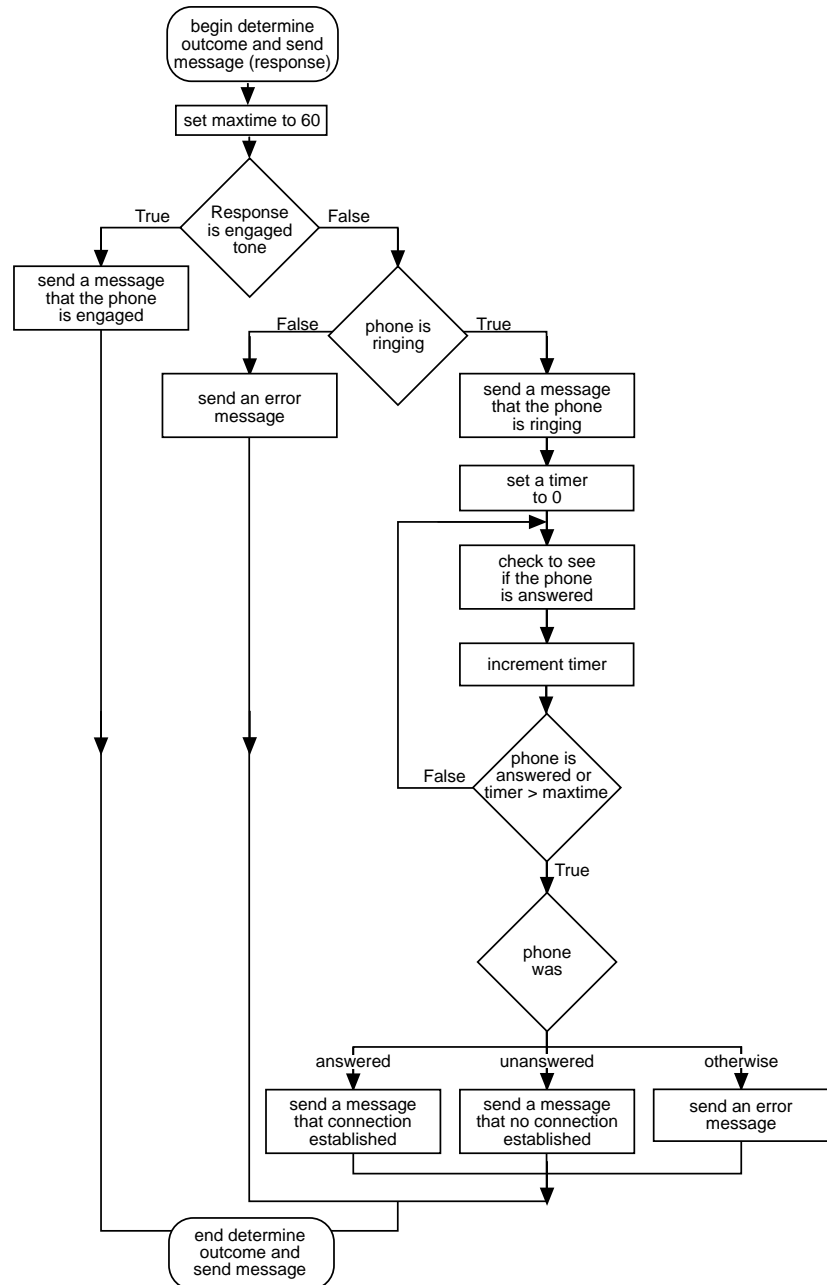 begin determine
outcome and send
message (response)
set maxtime to 60
Response
is engaged
tone
True
False
send a message
that the phone
is engaged
phone is
ringing
False
True
send an error
message
send a message
that the phone
is ringing
set a timer
to 0
check to see
if the phone
is answered
increment timer
phone is
answered or
timer > maxtime
False
True
phone
was
answered
unanswered
otherwise
send a message
that connection
established
send a message
that no connection
established
send an error
message
end determine
outcome and
send message